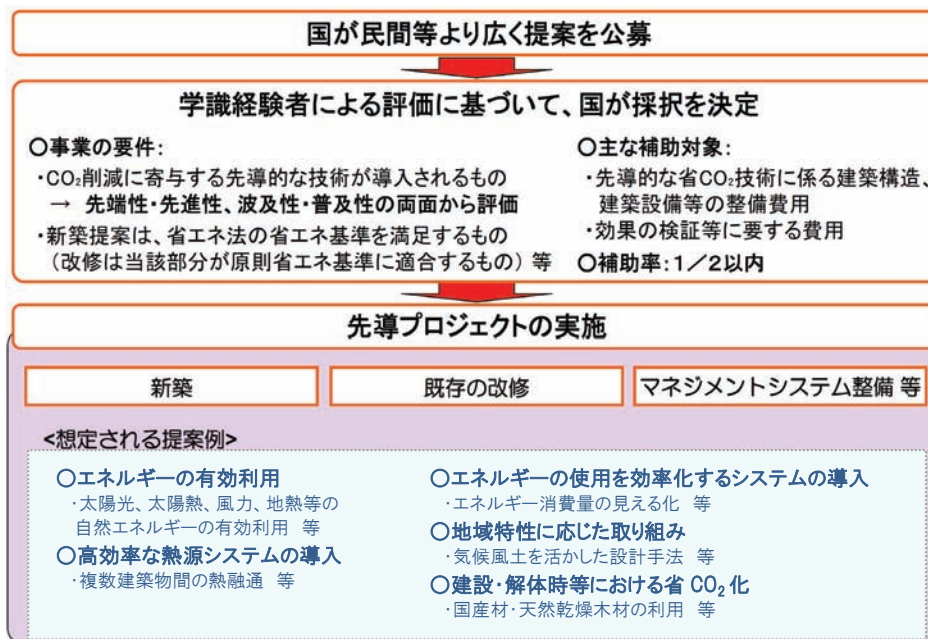 国が民間等より広く提案を公募
学識経験者による評価に基づいて、国が採択を決定
○事業の要件：
・CO₂削減に寄与する先導的な技術が導入されるもの
→ 先端性・先進性、波及性・普及性の両面から評価
・新築提案は、省エネ法の省エネ基準を満足するもの
（改修は当該部分が原則省エネ基準に適合するもの）等
○主な補助対象：
・先導的な省CO₂技術に係る建築構造、
建築設備等の整備費用
・効果の検証等に要する費用
○補助率：１／２以内
先導プロジェクトの実施
新築
既存の改修
マネジメントシステム整備 等
<想定される提案例>
○エネルギーの有効利用
・太陽光、太陽熱、風力、地熱等の
自然エネルギーの有効利用 等
○高効率な熱源システムの導入
・複数建築物間の熱融通 等
○エネルギーの使用を効率化するシステムの導入
・エネルギー消費量の見える化 等
○地域特性に応じた取り組み
・気候風土を活かした設計手法 等
○建設・解体時等における省 CO₂ 化
・国産材・天然乾燥木材の利用 等